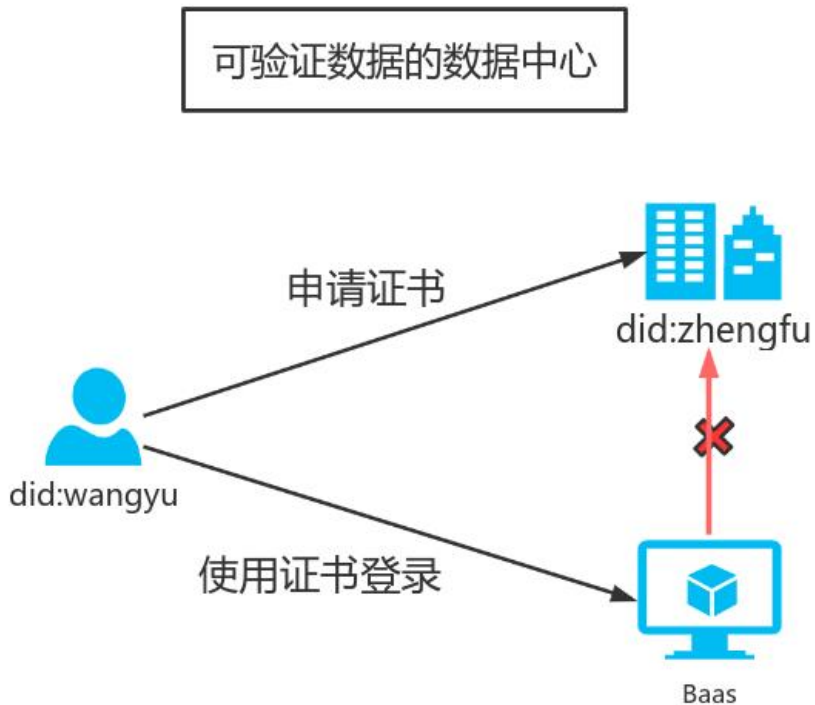 可验证数据的数据中心
申请证书
did:zhengfu
did:wangyu
使用证书登录
Baas